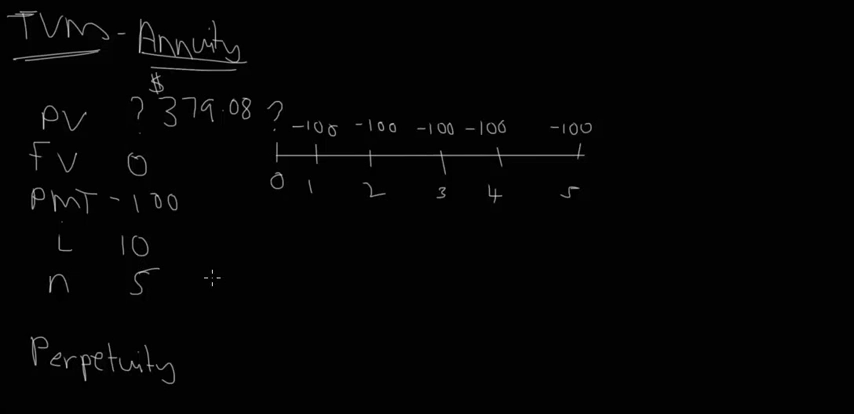 TVM - Annuity
PV ? $379.08
FV 0
PMT -100
i 10
n 5
?
-100 -100 -100 -100 -100
0 1 2 3 4 5
Perpetuity